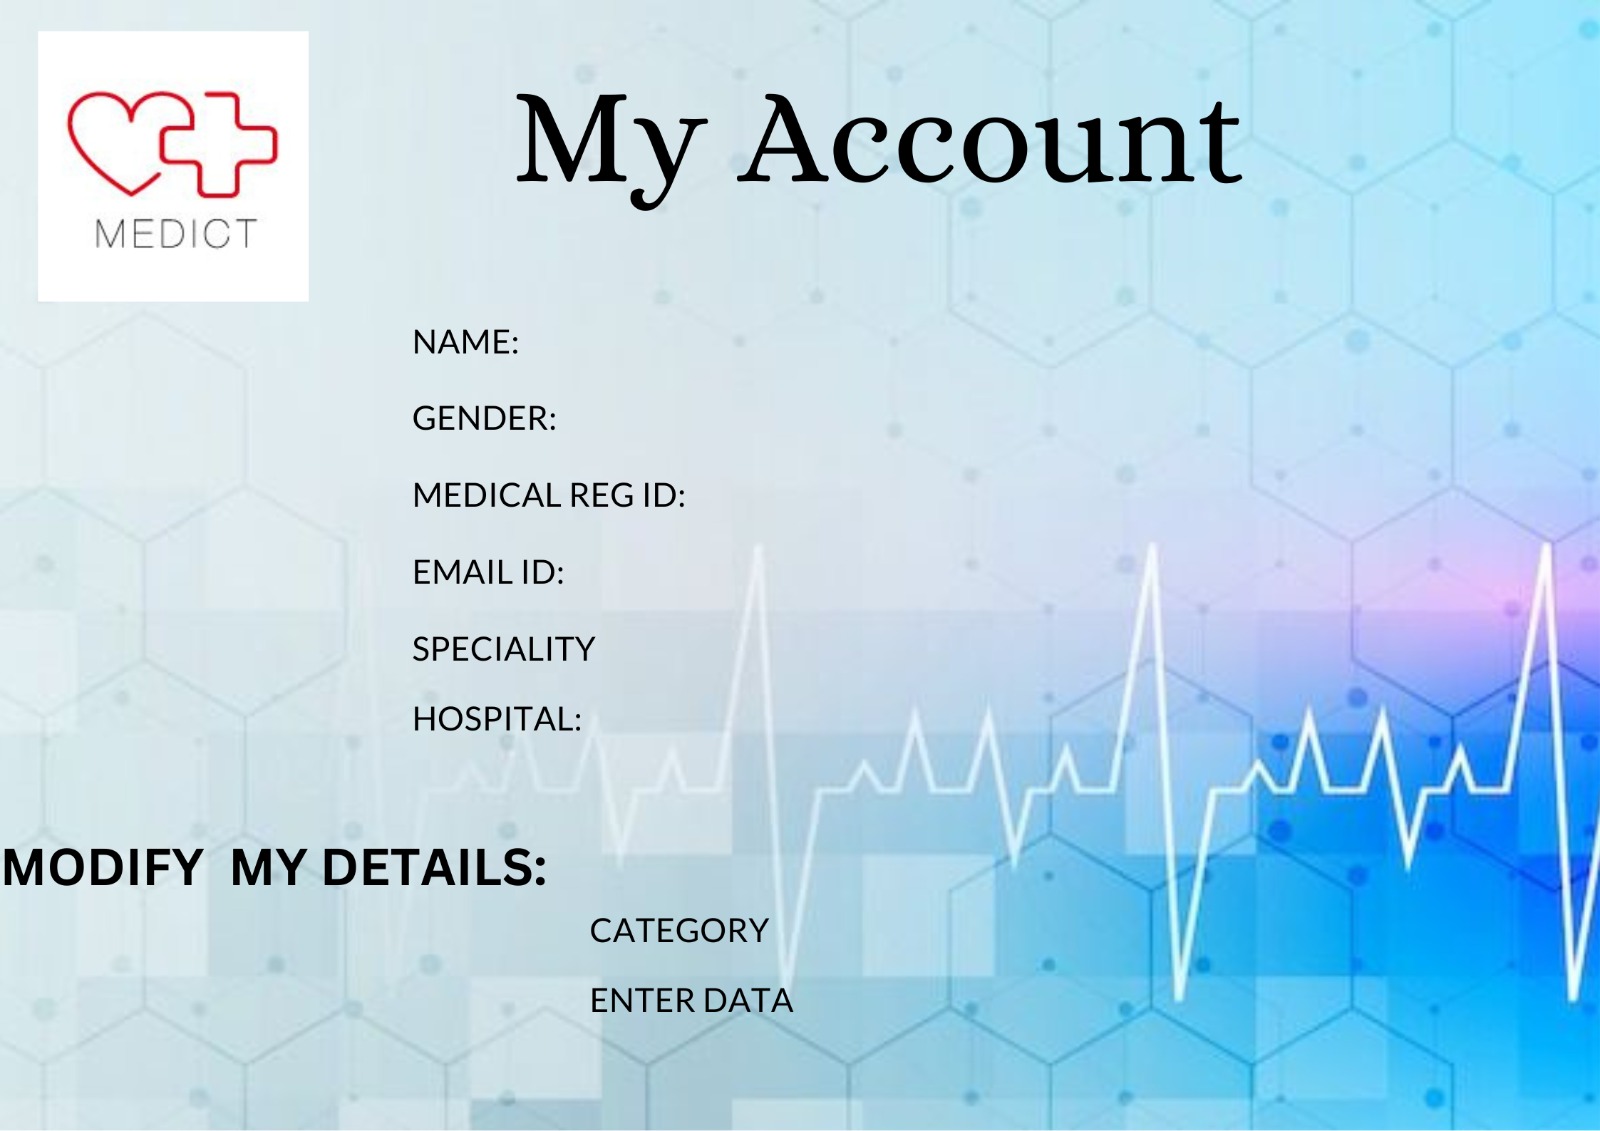 MEDICT
My Account
NAME:
GENDER:
MEDICAL REG ID:
EMAIL ID:
SPECIALITY
HOSPITAL:
MODIFY  MY DETAILS:
CATEGORY
ENTER DATA